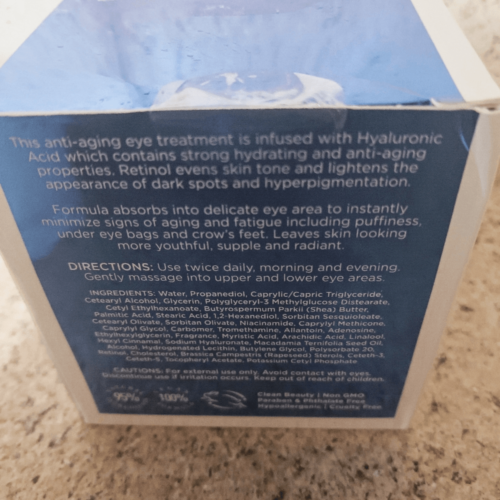 This anti-aging eye treatment is infused with Hyaluronic
Acid which contains strong hydrating and anti-aging
properties. Retinol evens skin tone and lightens the
appearance of dark spots and hyperpigmentation.
Formula absorbs into delicate eye area to instantly
minimize signs of aging and fatigue including puffiness,
under eye bags and crow's feet. Leaves skin looking
more youthful, supple and radiant.
DIRECTIONS: Use twice daily, morning and evening.
Gently massage into upper and lower eye areas.
INGREDIENTS: Water, Propanediol, Caprylic/Capric Triglyceride,
Cetearyl Alcohol, Glycerin, Polyglyceryl-3 Methylglucose Distearate,
Cetyl Ethylhexanoate, Butyrospermum Parkii (Shea) Butter,
Palmitic Acid, Stearic Acid, 1,2-Hexanediol, Sorbitan Sesquioleate,
Cetearyl Olivate, Sorbitan Olivate, Niacinamide, Caprylyl Methicone,
Caprylyl Glycol, Carbomer, Tromethamine, Allantoin, Adenosine,
Ethylhexylglycerin, Fragrance, Myristic Acid, Arachidic Acid, Linalool,
Hexyl Cinnamal, Sodium Hyaluronate, Macadamia Ternifolia Seed Oil,
Alcohol, Hydrogenated Lecithin, Butylene Glycol, Polysorbate 20,
Retinol, Cholesterol, Brassica Campestris (Rapeseed) Sterols, Ceteth-3,
Ceteth-5, Tocopheryl Acetate, Potassium Cetyl Phosphate.
CAUTIONS: For external use only. Avoid contact with eyes.
Discontinue use if irritation occurs. Keep out of reach of children.
95% 100%
Clean Beauty | Non GMO
Paraben & Phthalate Free
Hypoallergenic | Cruelty Free